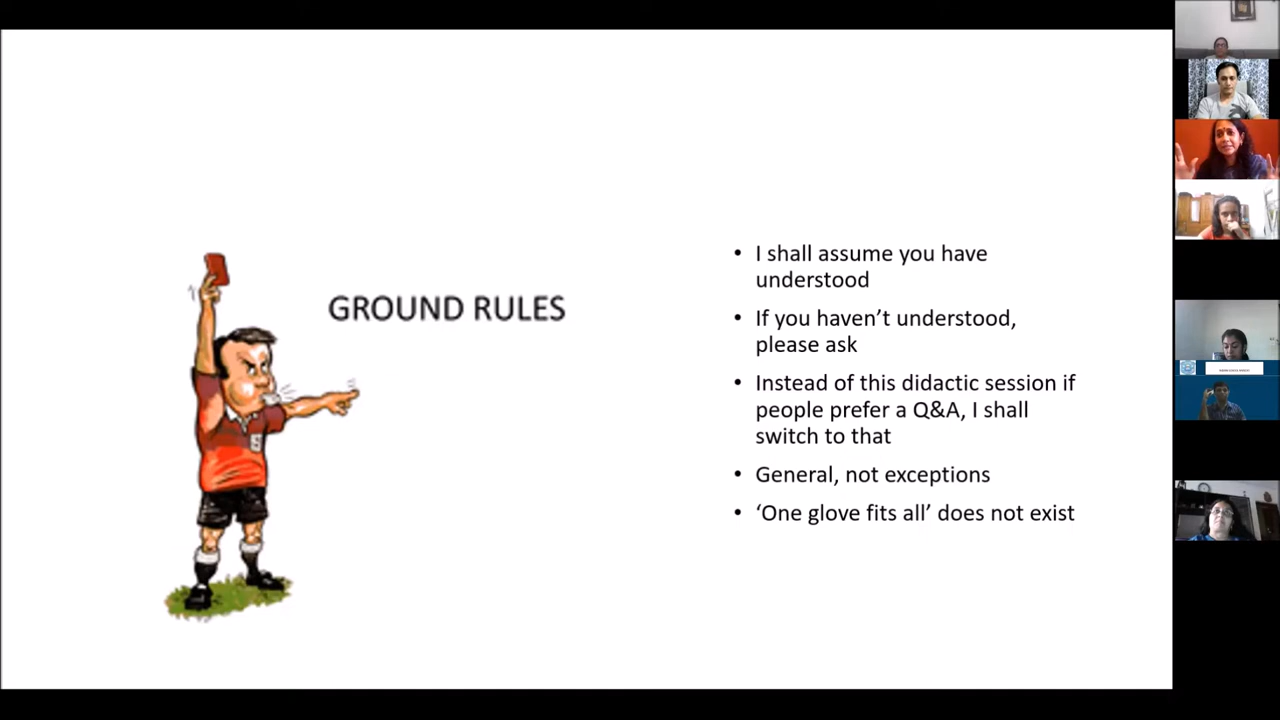 GROUND RULES
• I shall assume you have
understood
• If you haven’t understood,
please ask
• Instead of this didactic session if
people prefer a Q&A, I shall
switch to that
• General, not exceptions
• ‘One glove fits all’ does not exist